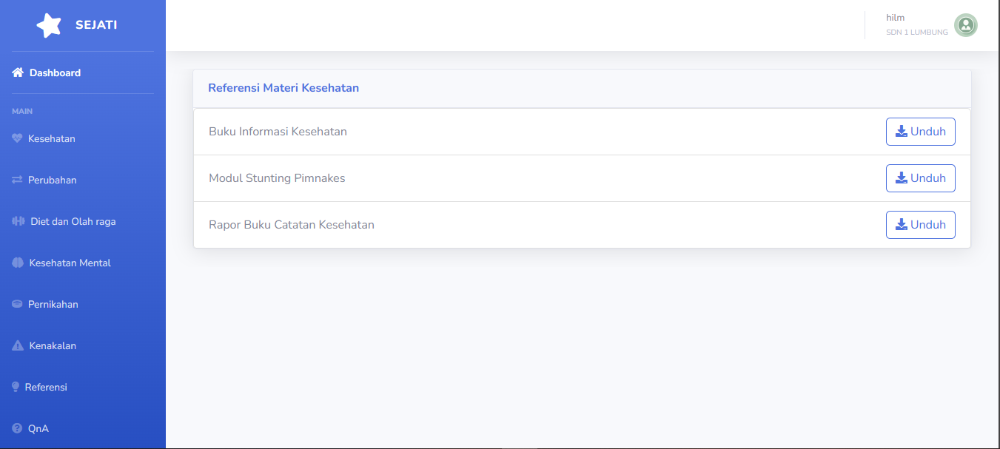 SEJATI
hilm
SDN 1 LUMBUNG
Dashboard
MAIN
Kesehatan
Perubahan
Diet dan Olah raga
Kesehatan Mental
Pernikahan
Kenakalan
Referensi
QnA
Referensi Materi Kesehatan
Buku Informasi Kesehatan Unduh
Modul Stunting Pimnakes Unduh
Rapor Buku Catatan Kesehatan Unduh